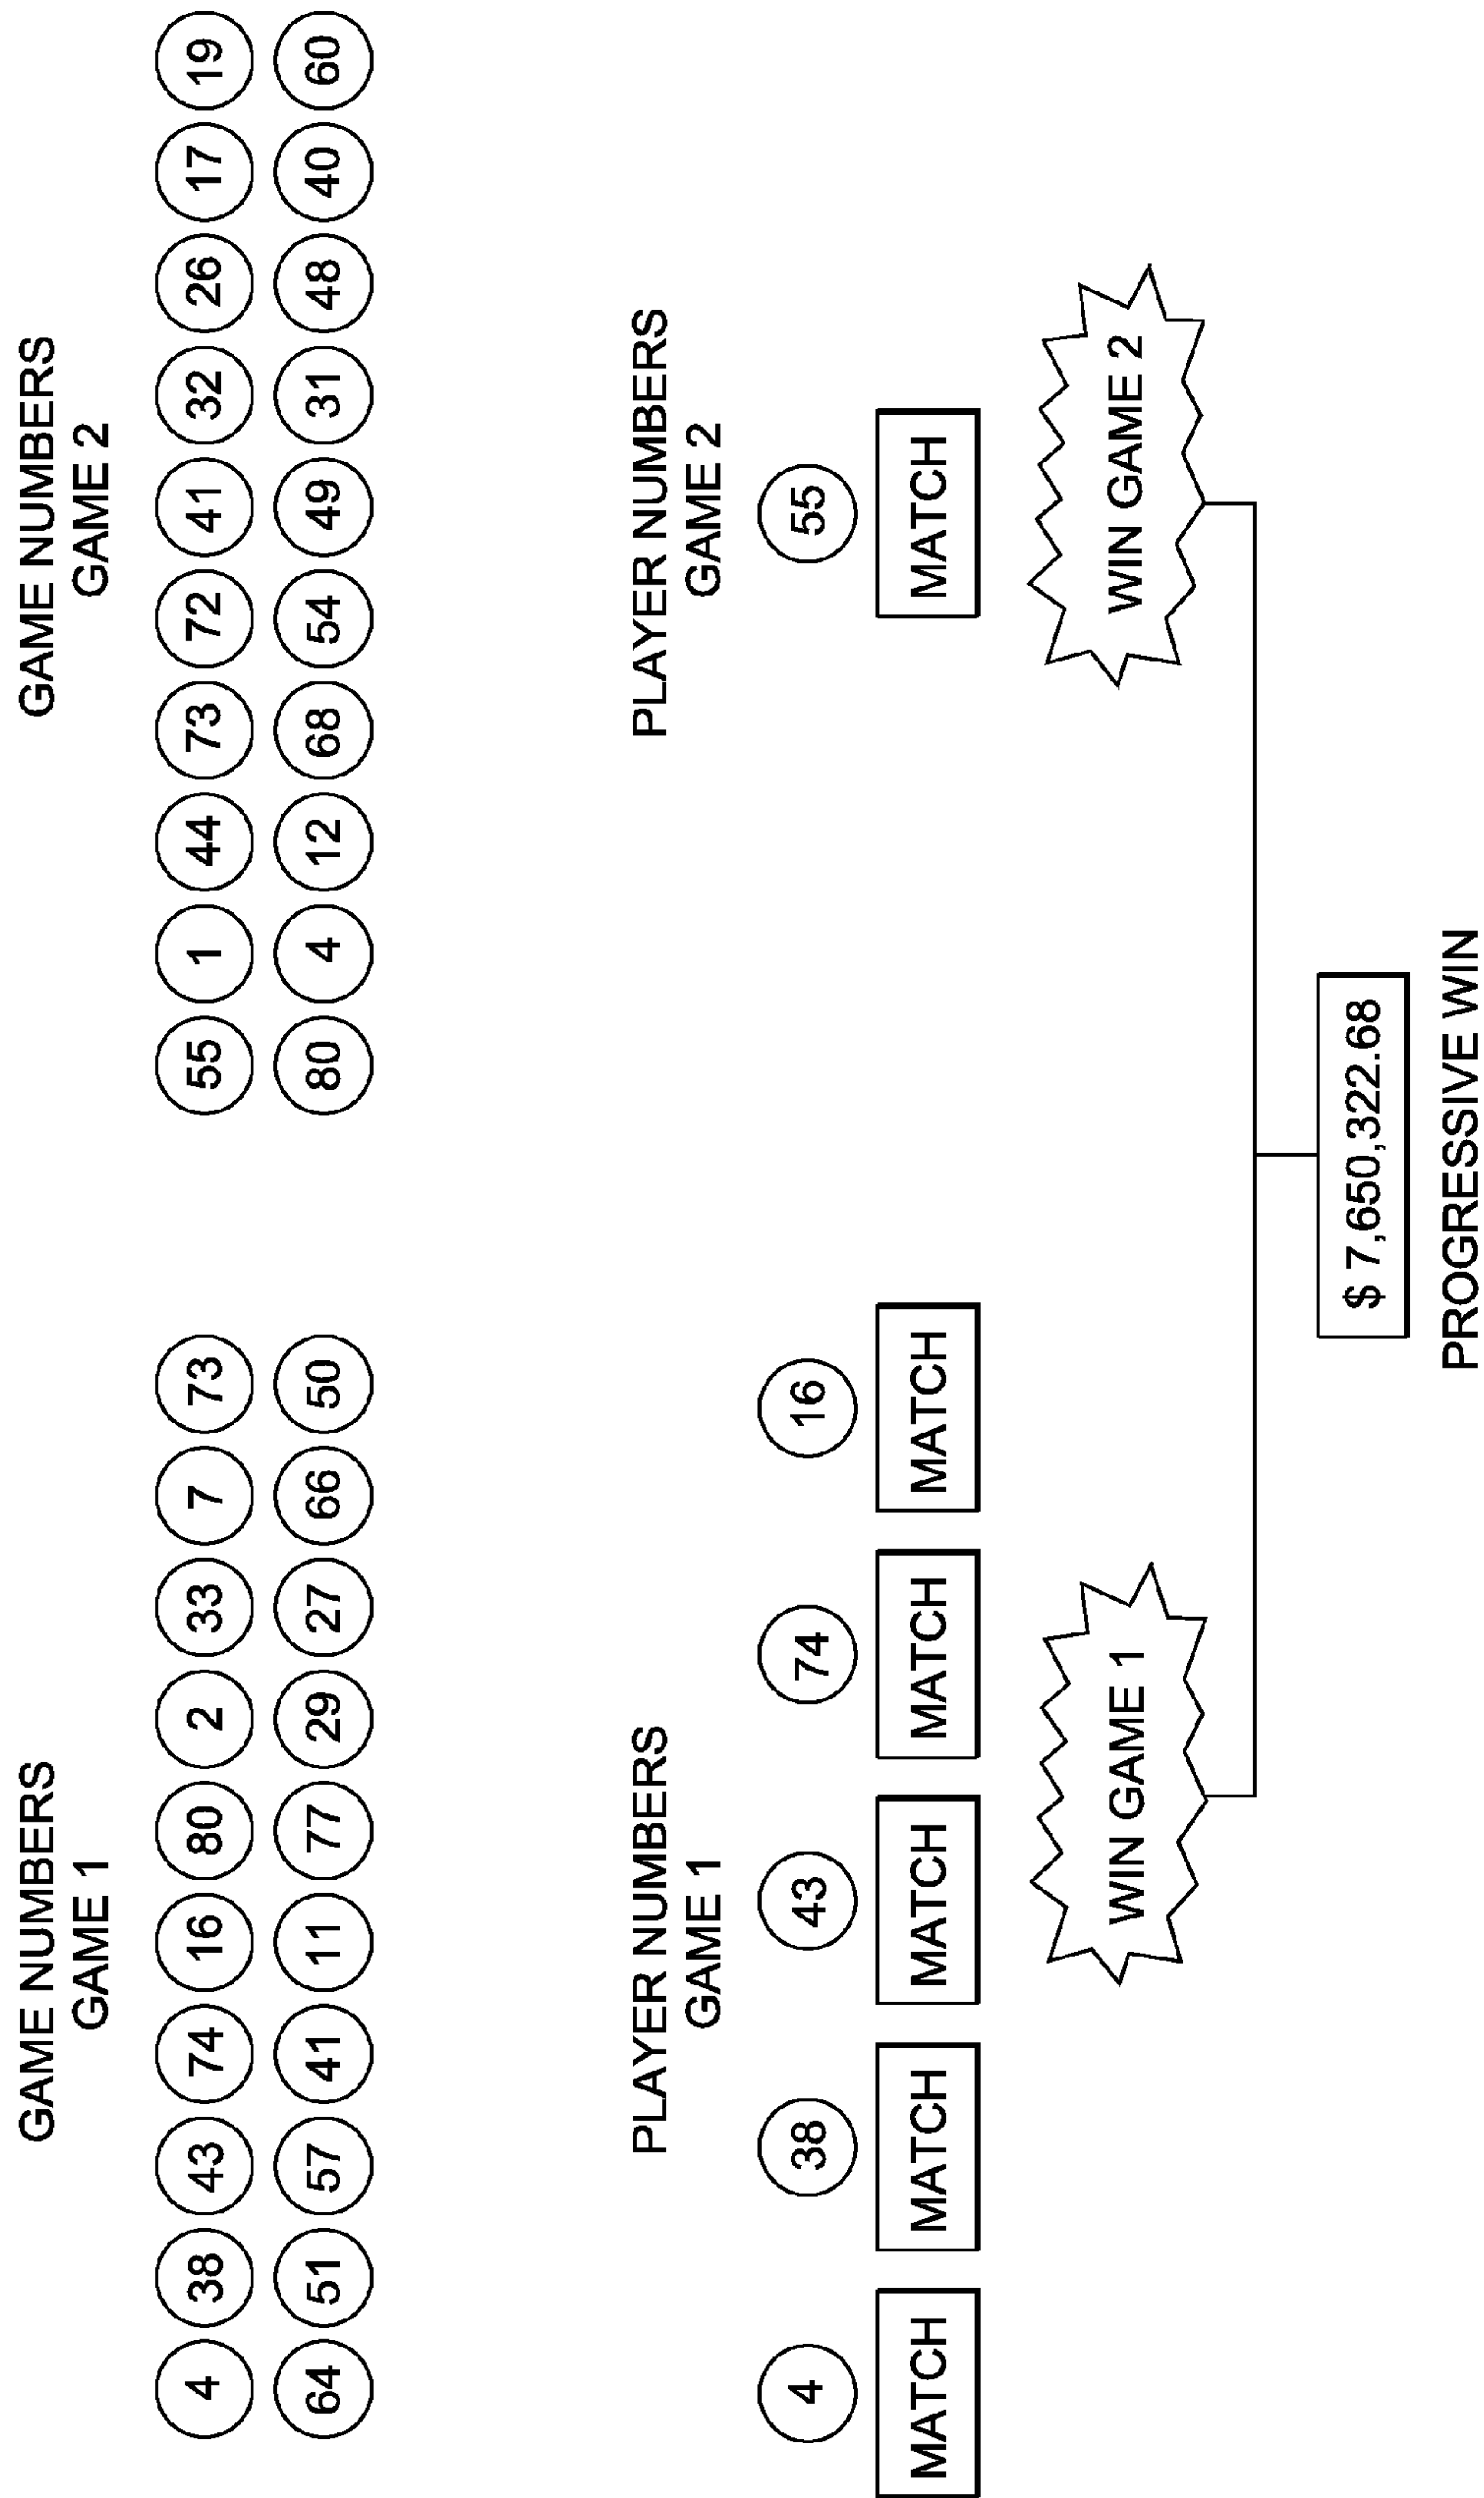 GAME NUMBERS
GAME 1
4 38 43 74 16 80 2 33 7 73
64 51 57 41 11 77 29 27 66 50
GAME NUMBERS
GAME 2
55 1 44 73 72 41 32 26 17 19
80 4 12 68 54 49 31 48 40 60
PLAYER NUMBERS
GAME 1
4 38 43 74 16
MATCH MATCH MATCH MATCH MATCH
WIN GAME 1
PLAYER NUMBERS
GAME 2
55
MATCH
WIN GAME 2
$ 7,650,322.68
PROGRESSIVE WIN